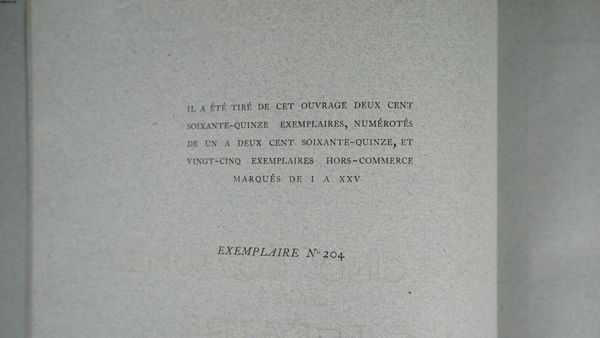 IL A ÉTÉ TIRÉ DE CET OUVRAGE DEUX CENT
SOIXANTE-QUINZE EXEMPLAIRES, NUMÉROTÉS
DE UN A DEUX CENT SOIXANTE-QUINZE, ET
VINGT-CINQ EXEMPLAIRES HORS-COMMERCE
MARQUÉS DE I A XXV
EXEMPLAIRE Nº 204